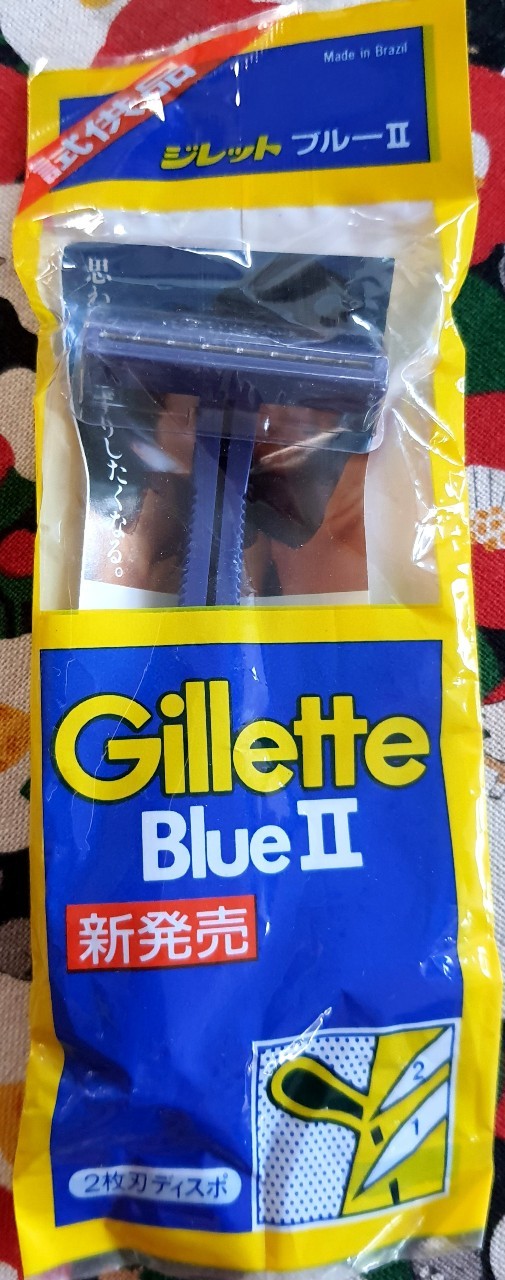 Made in Brazil
試供品
ジレット ブルーII
思わ
りしたくなる。
Gillette
Blue II
新発売
2
1
2枚刃ディスポ